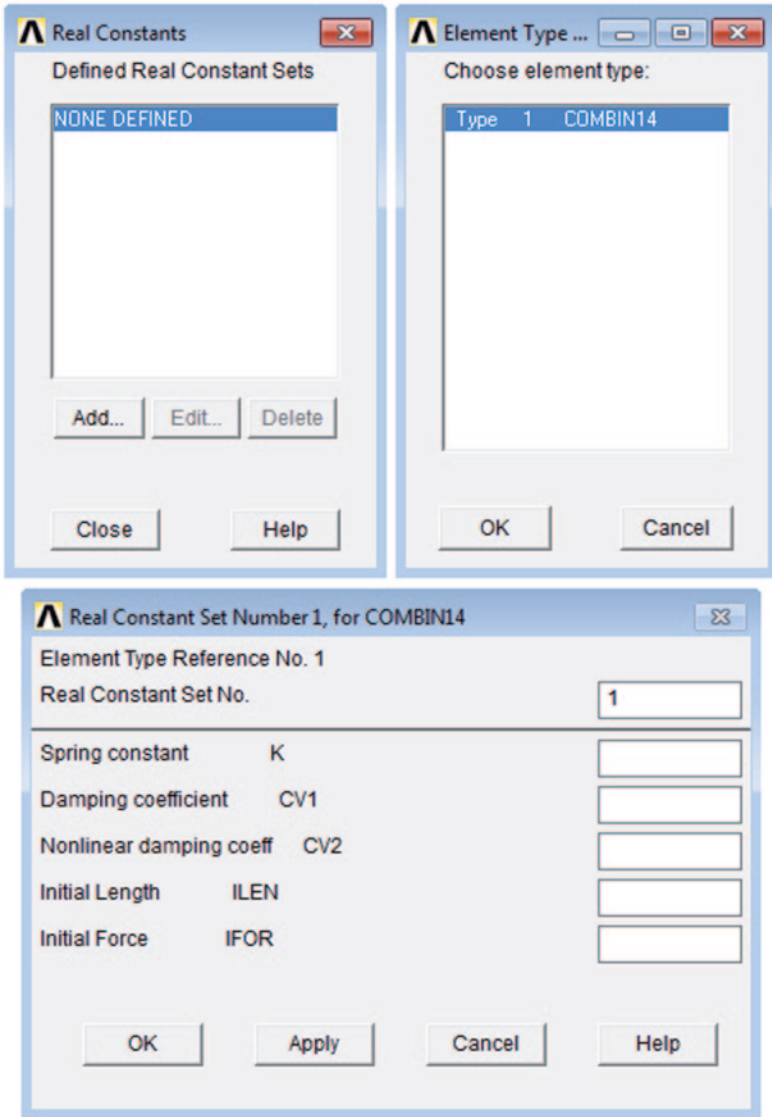 Real Constants
Defined Real Constant Sets
NONE DEFINED
Add... Edit... Delete
Close Help
Element Type ...
Choose element type:
Type 1 COMBIN14
OK Cancel
Real Constant Set Number 1, for COMBIN14
Element Type Reference No. 1
Real Constant Set No. 1
Spring constant K
Damping coefficient CV1
Nonlinear damping coeff CV2
Initial Length ILEN
Initial Force IFOR
OK Apply Cancel Help